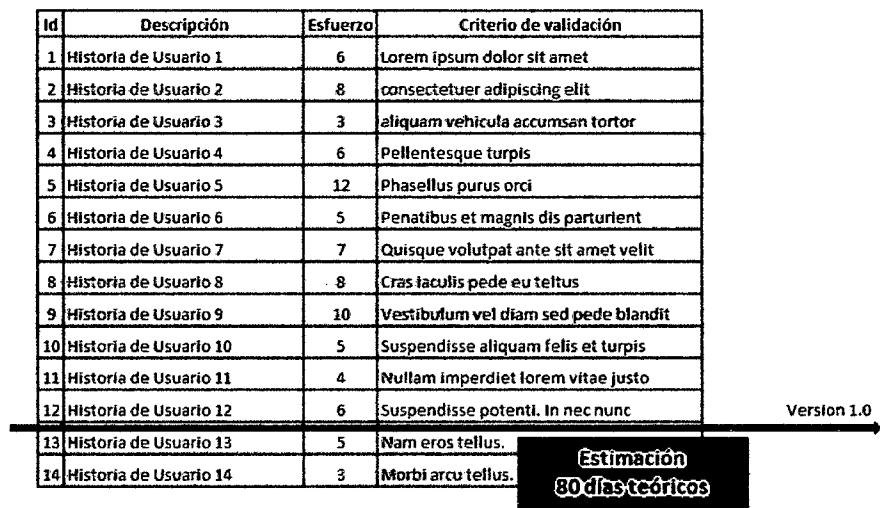 Id Descripción Esfuerzo Criterio de validación
1 Historia de Usuario 1 6 Lorem ipsum dolor sit amet
2 Historia de Usuario 2 8 consectetuer adipiscing elit
3 Historia de Usuario 3 3 aliquam vehicula accumsan tortor
4 Historia de Usuario 4 6 Pellentesque turpis
5 Historia de Usuario 5 12 Phasellus purus orci
6 Historia de Usuario 6 5 Penatibus et magnis dis parturient
7 Historia de Usuario 7 7 Quisque volutpat ante sit amet velit
8 Historia de Usuario 8 8 Cras iaculis pede eu teltus
9 Historia de Usuario 9 10 Vestibulum vel diam sed pede blandit
10 Historia de Usuario 10 5 Suspendisse aliquam felis et turpis
11 Historia de Usuario 11 4 Nullam imperdiet lorem vitae justo
12 Historia de Usuario 12 6 Suspendisse potenti. In nec nunc Version 1.0
13 Historia de Usuario 13 5 Nam eros tellus.
14 Historia de Usuario 14 3 Morbi arcu tellus.
Estimación
80 días teóricos